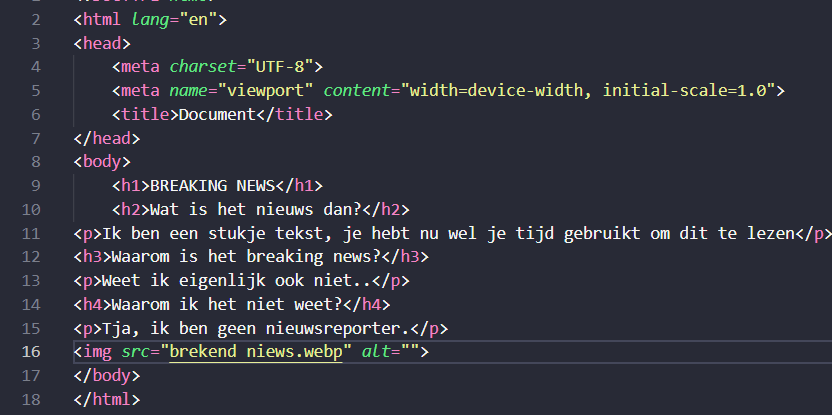 2 <html lang="en">
3 <head>
4 <meta charset="UTF-8">
5 <meta name="viewport" content="width=device-width, initial-scale=1.0">
6 <title>Document</title>
7 </head>
8 <body>
9 <h1>BREAKING NEWS</h1>
10 <h2>Wat is het nieuws dan?</h2>
11 <p>Ik ben een stukje tekst, je hebt nu wel je tijd gebruikt om dit te lezen</p>
12 <h3>Waarom is het breaking news?</h3>
13 <p>Weet ik eigenlijk ook niet..</p>
14 <h4>Waarom ik het niet weet?</h4>
15 <p>Tja, ik ben geen nieuwsreporter.</p>
16 <img src="brekend niews.webp" alt="">
17 </body>
18 </html>